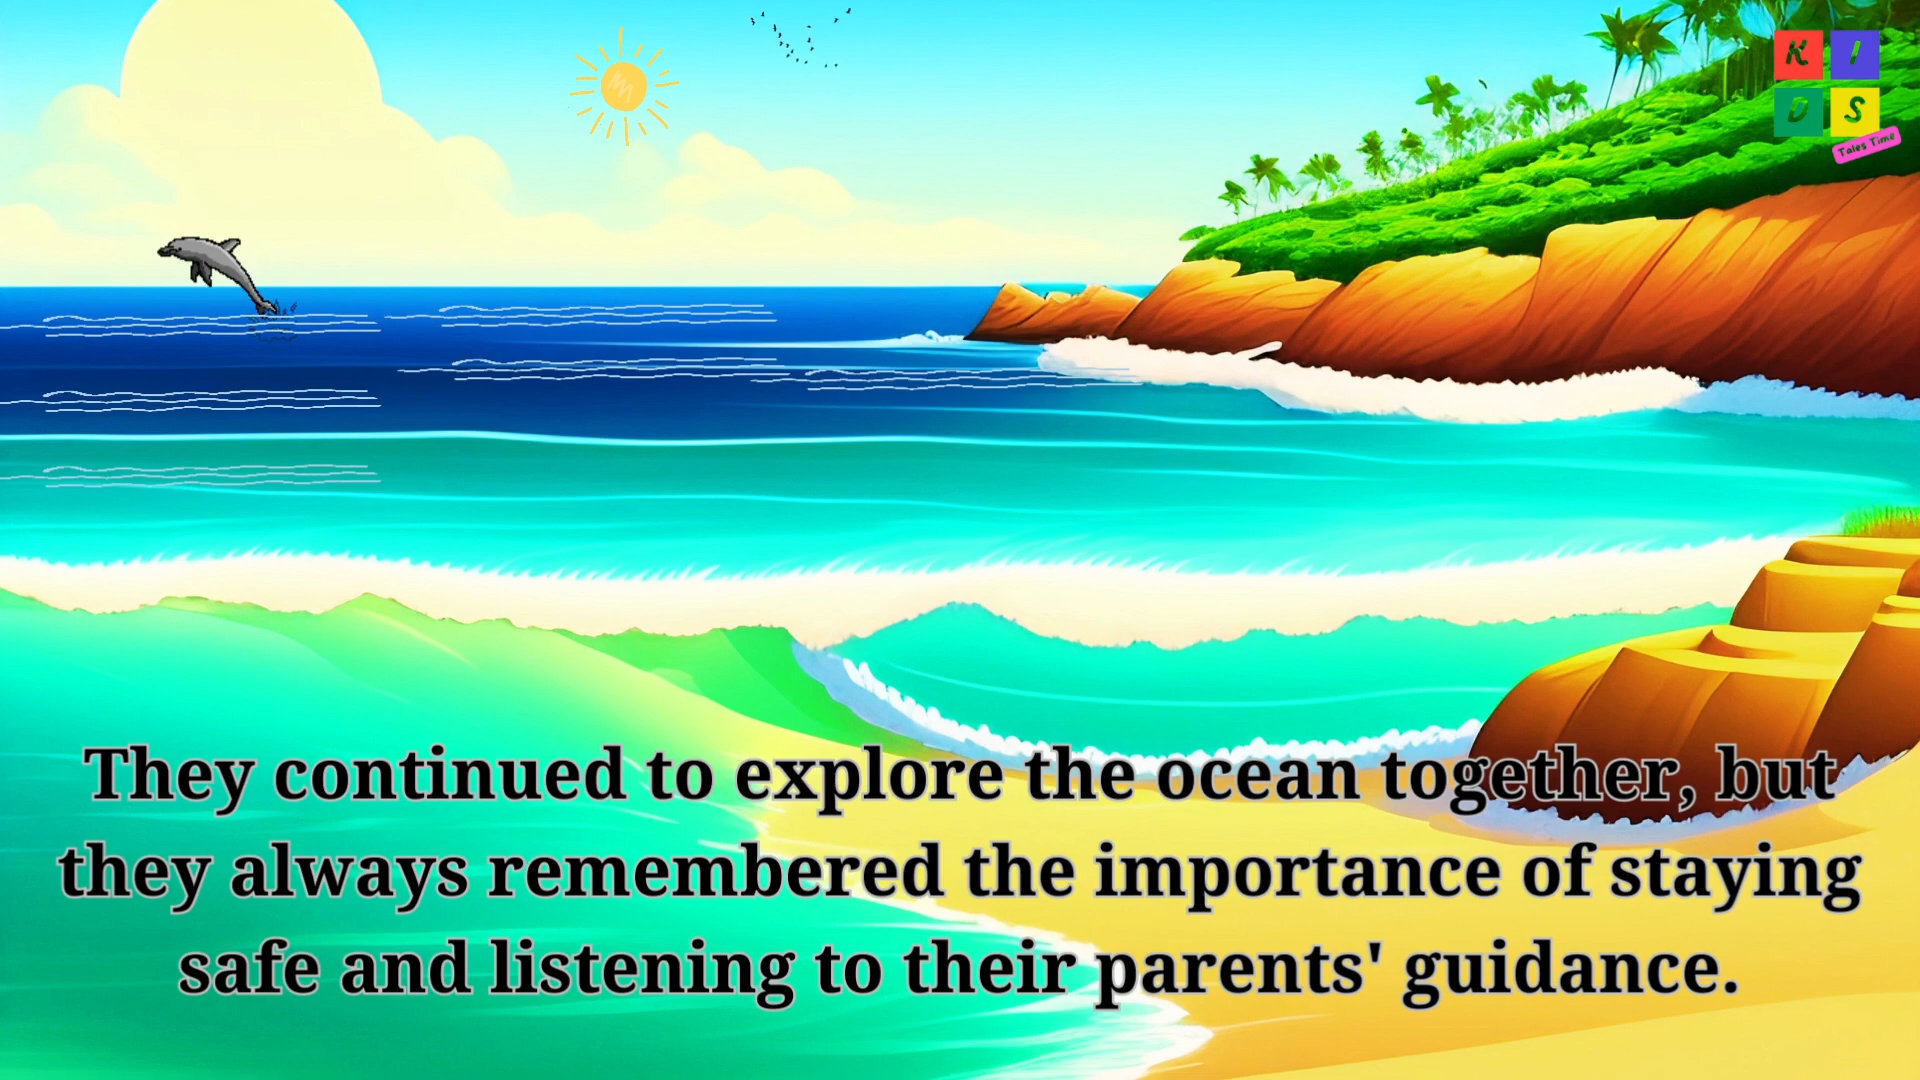 K I
D S
Tales Time
They continued to explore the ocean together, but
they always remembered the importance of staying
safe and listening to their parents' guidance.